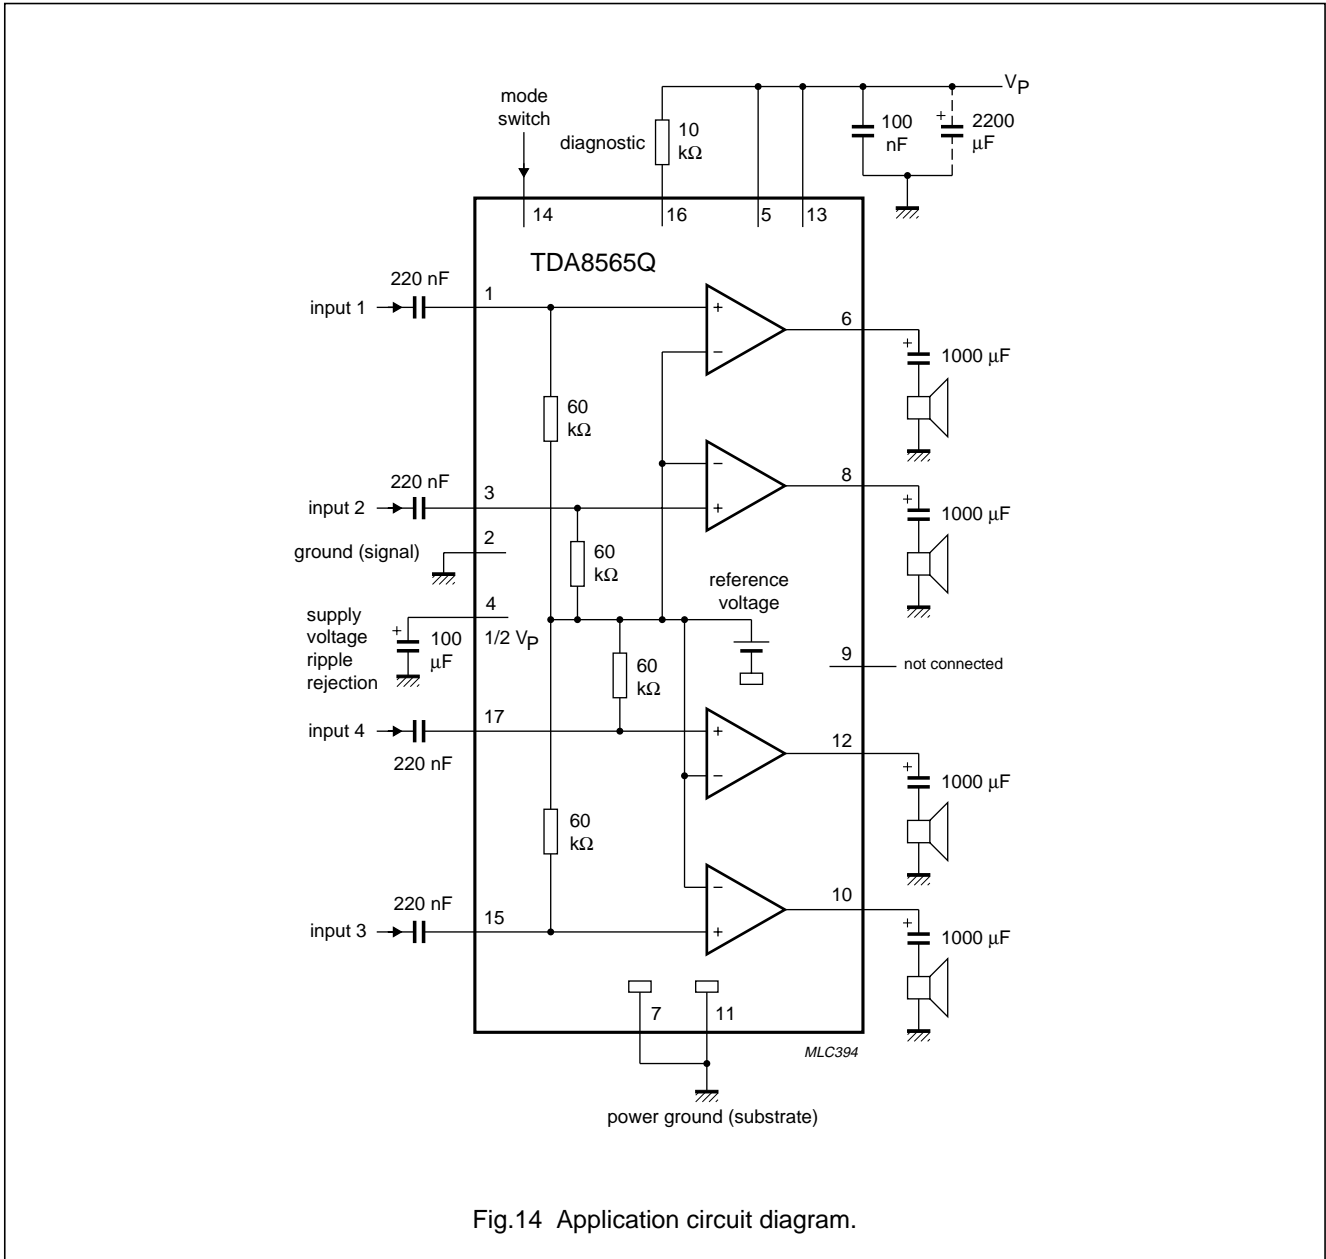 V_P
mode
switch
diagnostic
10
kΩ
100
nF
+
2200
µF
14
16
5
13
TDA8565Q
220 nF
input 1
1
+
−
6
+
1000 µF
60
kΩ
220 nF
input 2
3
−
+
8
+
1000 µF
ground (signal)
2
60
kΩ
reference
voltage
supply
voltage
ripple
rejection
+
100
µF
4
1/2 V_P
60
kΩ
9
not connected
input 4
220 nF
17
+
−
12
+
1000 µF
60
kΩ
220 nF
input 3
15
−
+
10
+
1000 µF
7
11
MLC394
power ground (substrate)
Fig.14 Application circuit diagram.